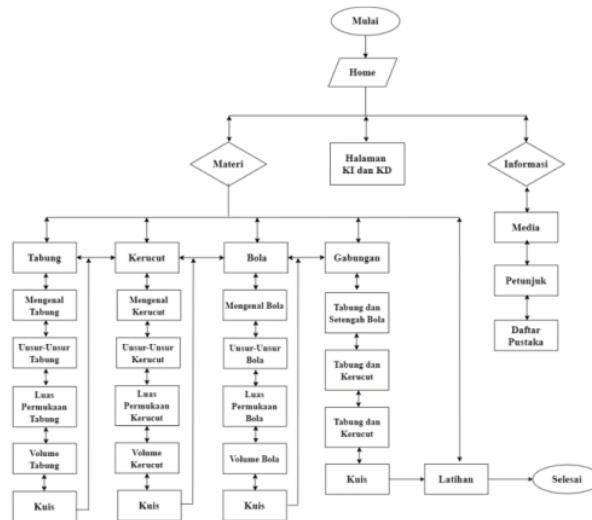 Mulai
Home
Materi
Halaman
KI dan KD
Informasi
Media
Petunjuk
Daftar
Pustaka
Tabung
Kerucut
Bola
Gabungan
Mengenal
Tabung
Unsur-Unsur
Tabung
Luas
Permukaan
Tabung
Volume
Tabung
Kuis
Mengenal
Kerucut
Unsur-Unsur
Kerucut
Luas
Permukaan
Kerucut
Volume
Kerucut
Kuis
Mengenal Bola
Unsur-Unsur
Bola
Luas
Permukaan
Bola
Volume Bola
Kuis
Tabung dan
Setengah Bola
Tabung dan
Kerucut
Tabung dan
Kerucut
Kuis
Latihan
Selesai